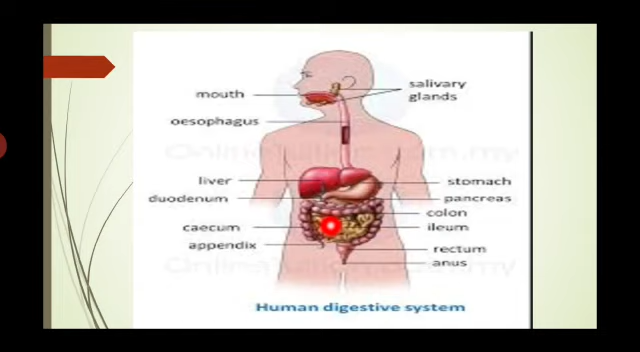 salivary
mouth
glands
oesophagus
liver
stomach
duodenum
pancreas
colon
caecum
ileum
appendix
rectum
anus
Human digestive system